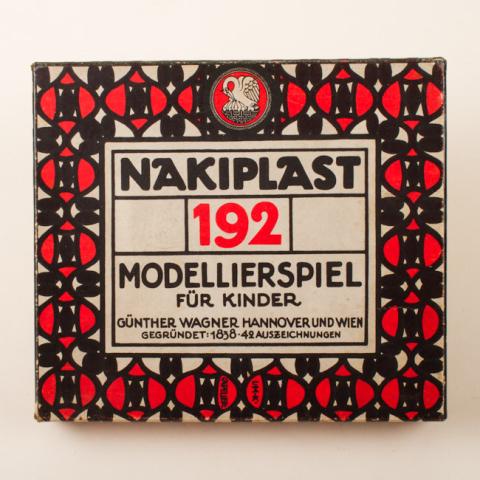 NAKIPLAST
192
MODELLIERSPIEL
FÜR KINDER
GÜNTHER WAGNER HANNOVER UND WIEN
GEGRÜNDET: 1838 · 42 AUSZEICHNUNGEN